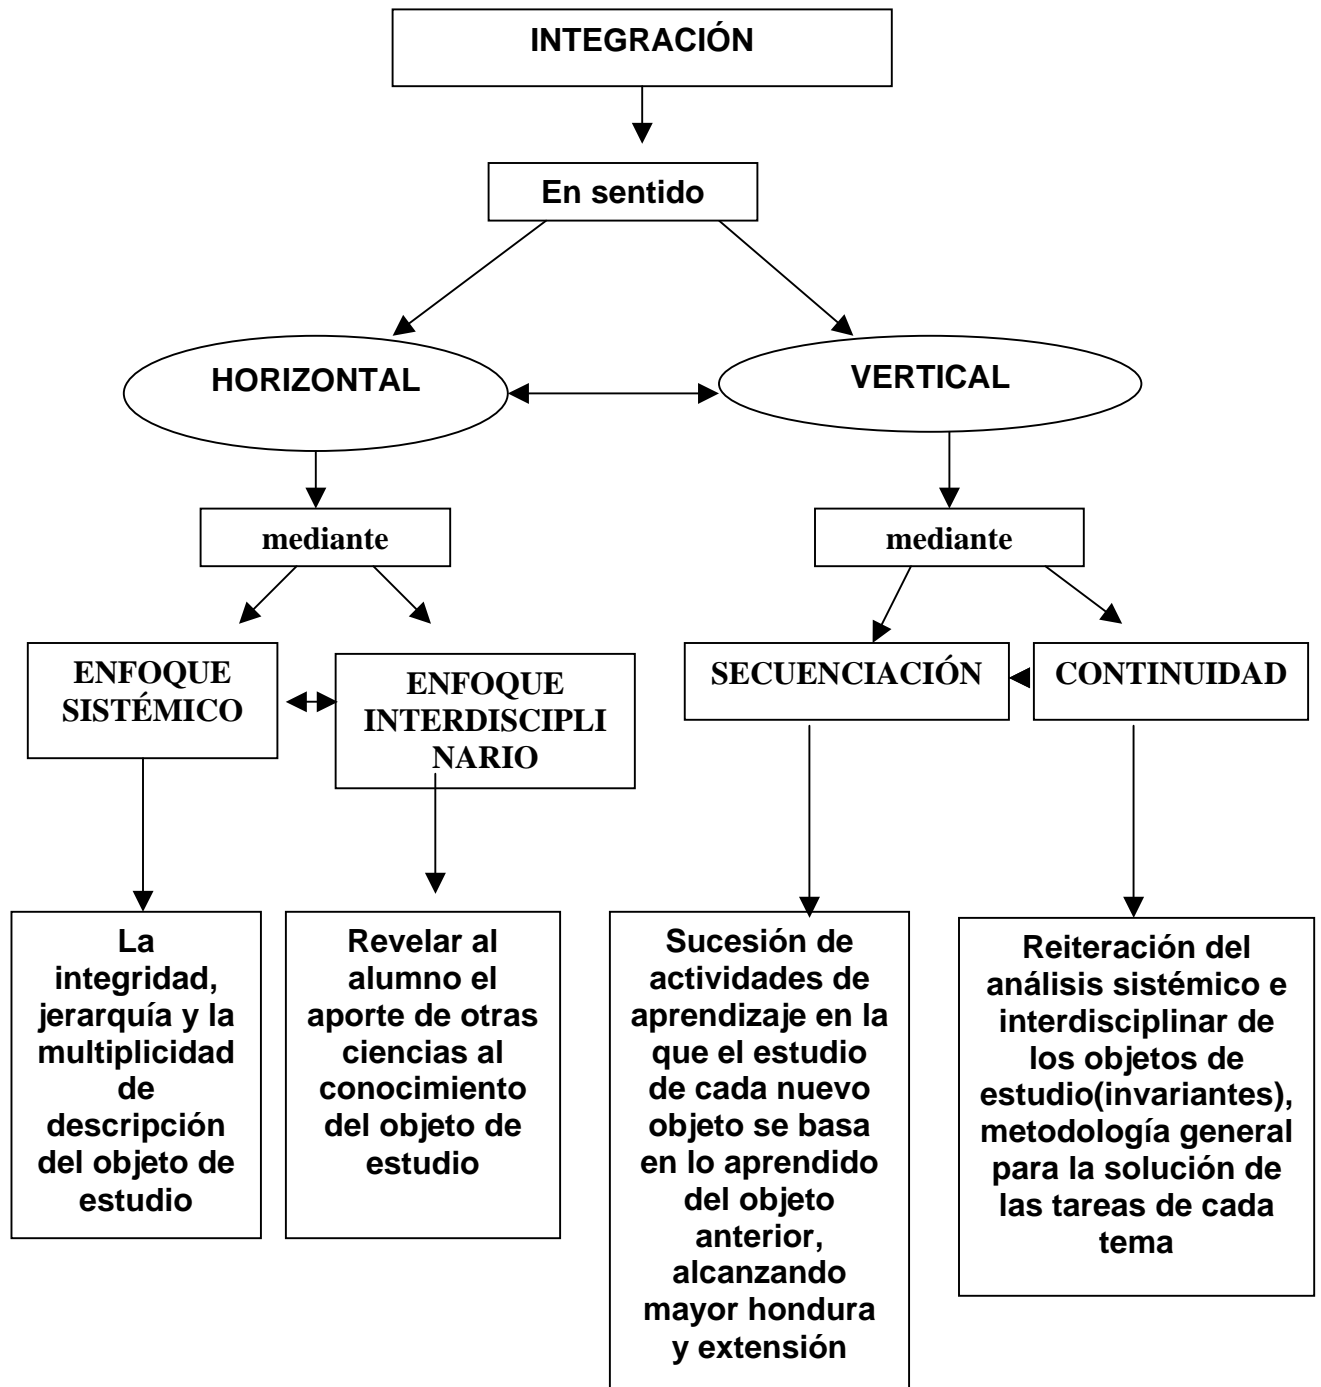 INTEGRACIÓN
En sentido
HORIZONTAL
VERTICAL
mediante
mediante
ENFOQUE
SISTÉMICO
ENFOQUE
INTERDISCIPLI
NARIO
SECUENCIACIÓN
CONTINUIDAD
La
integridad,
jerarquía y la
multiplicidad
de
descripción
del objeto de
estudio
Revelar al
alumno el
aporte de otras
ciencias al
conocimiento
del objeto de
estudio
Sucesión de
actividades de
aprendizaje en la
que el estudio
de cada nuevo
objeto se basa
en lo aprendido
del objeto
anterior,
alcanzando
mayor hondura
y extensión
Reiteración del
análisis sistémico e
interdisciplinar de
los objetos de
estudio(invariantes),
metodología general
para la solución de
las tareas de cada
tema